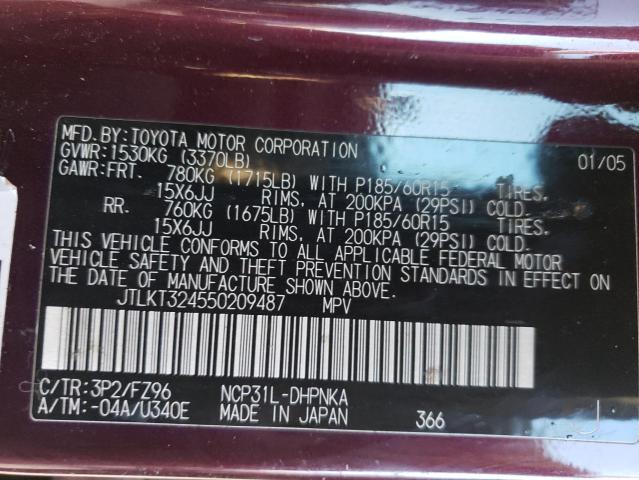 MFD.BY:TOYOTA MOTOR CORPORATION 01/05
GVWR:1530KG (3370LB)
GAWR:FRT. 780KG (1715LB) WITH P185/60R15 TIRES,
15X6JJ RIMS, AT 200KPA (29PSI) COLD.
RR. 760KG (1675LB) WITH P185/60R15 TIRES,
15X6JJ RIMS, AT 200KPA (29PSI) COLD.
THIS VEHICLE CONFORMS TO ALL APPLICABLE FEDERAL MOTOR
VEHICLE SAFETY AND THEFT PREVENTION STANDARDS IN EFFECT ON
THE DATE OF MANUFACTURE SHOWN ABOVE.
JTLKT324550209487 MPV
C/TR:3P2/FZ96 NCP31L-DHPNKA
A/TM:-04A/U340E MADE IN JAPAN 366 J